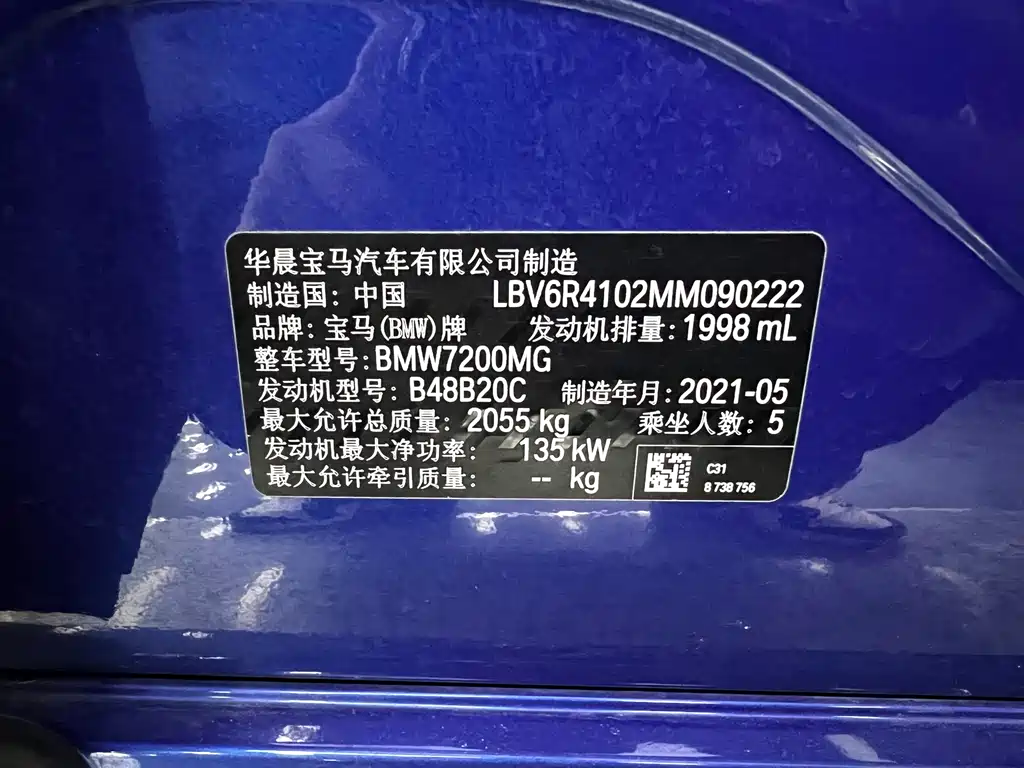 华晨宝马汽车有限公司制造
制造国：中国 LBV6R4102MM090222
品牌：宝马(BMW)牌 发动机排量：1998 mL
整车型号：BMW7200MG
发动机型号：B48B20C 制造年月：2021-05
最大允许总质量：2055 kg 乘坐人数：5
发动机最大净功率：135 kW
最大允许牵引质量：-- kg
C31
8 738 756